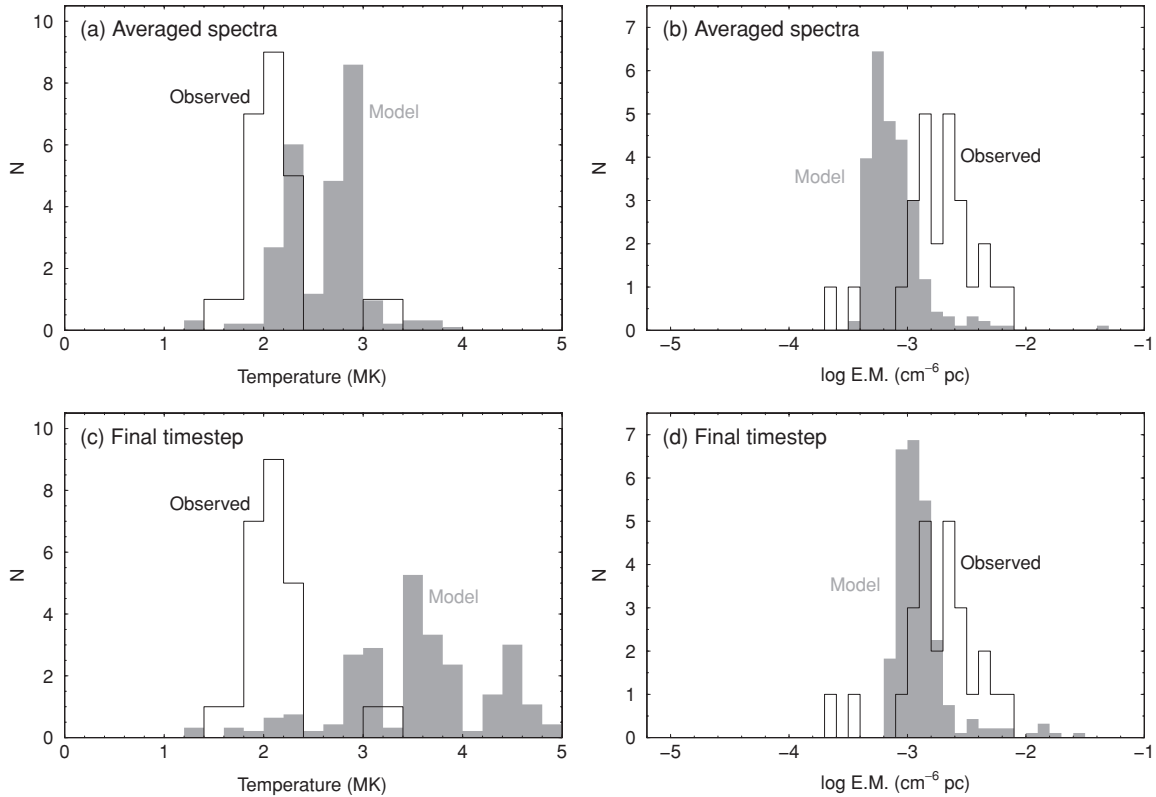 (a) Averaged spectra
Observed
Model
N
10
8
6
4
2
0
0 1 2 3 4 5
Temperature (MK)
(b) Averaged spectra
Model
Observed
N
7
6
5
4
3
2
1
0
−5 −4 −3 −2 −1
log E.M. (cm⁻⁶ pc)
(c) Final timestep
Observed
Model
N
10
8
6
4
2
0
0 1 2 3 4 5
Temperature (MK)
(d) Final timestep
Model
Observed
N
7
6
5
4
3
2
1
0
−5 −4 −3 −2 −1
log E.M. (cm⁻⁶ pc)